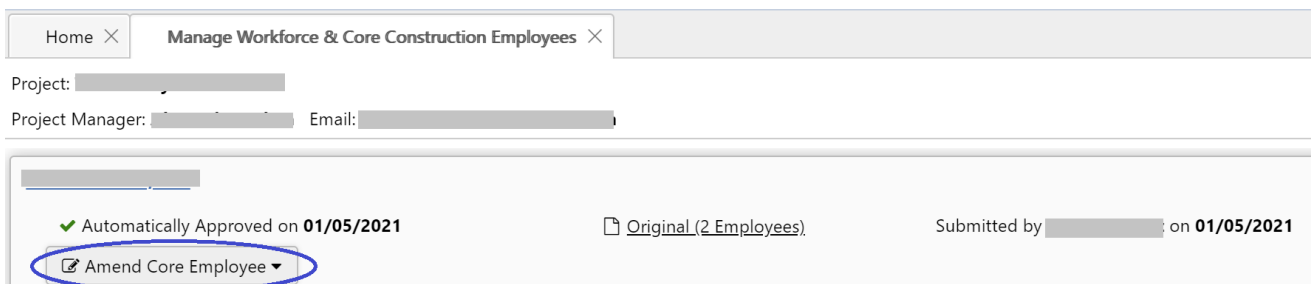 Home Manage Workforce & Core Construction Employees
Project:
Project Manager: Email:
Automatically Approved on 01/05/2021 Original (2 Employees) Submitted by on 01/05/2021
Amend Core Employee